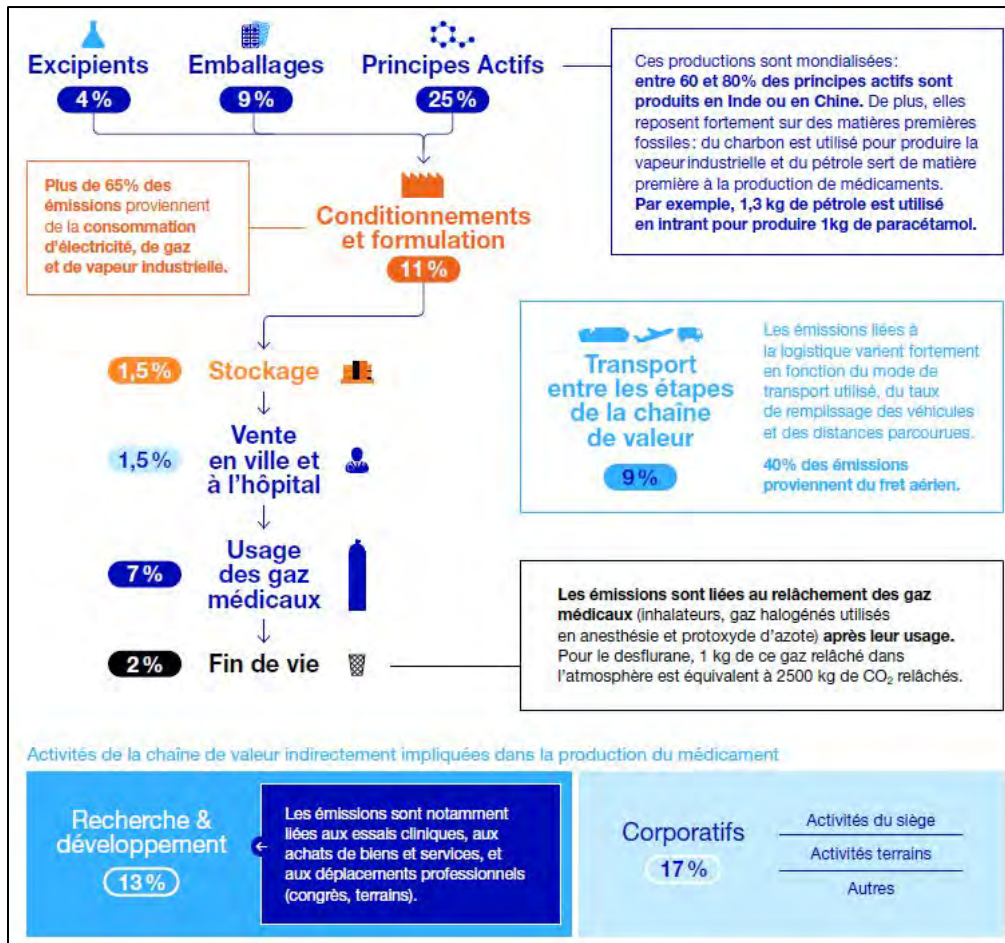 Excipients
4%
Emballages
9%
Principes Actifs
25%
Ces productions sont mondialisées :
entre 60 et 80% des principes actifs sont
produits en Inde ou en Chine. De plus, elles
reposent fortement sur des matières premières
fossiles : du charbon est utilisé pour produire la
vapeur industrielle et du pétrole sert de matière
première à la production de médicaments.
Par exemple, 1,3 kg de pétrole est utilisé
en intrant pour produire 1kg de paracétamol.
Plus de 65% des
émissions proviennent
de la consommation
d'électricité, de gaz
et de vapeur industrielle.
Conditionnements
et formulation
11%
1,5% Stockage
1,5%
Vente
en ville et
à l'hôpital
Transport
entre les étapes
de la chaîne
de valeur
9%
Les émissions liées à
la logistique varient fortement
en fonction du mode de
transport utilisé, du taux
de remplissage des véhicules
et des distances parcourues.
40% des émissions
proviennent du fret aérien.
7%
Usage
des gaz
médicaux
2% Fin de vie
Les émissions sont liées au relâchement des gaz
médicaux (inhalateurs, gaz halogénés utilisés
en anesthésie et protoxyde d'azote) après leur usage.
Pour le desflurane, 1 kg de ce gaz relâché dans
l'atmosphère est équivalent à 2500 kg de CO₂ relâchés.
Activités de la chaîne de valeur indirectement impliquées dans la production du médicament
Recherche &
développement
13%
Les émissions sont notamment
liées aux essais cliniques, aux
achats de biens et services, et
aux déplacements professionnels
(congrès, terrains).
Corporatifs
17%
Activités du siège
Activités terrains
Autres